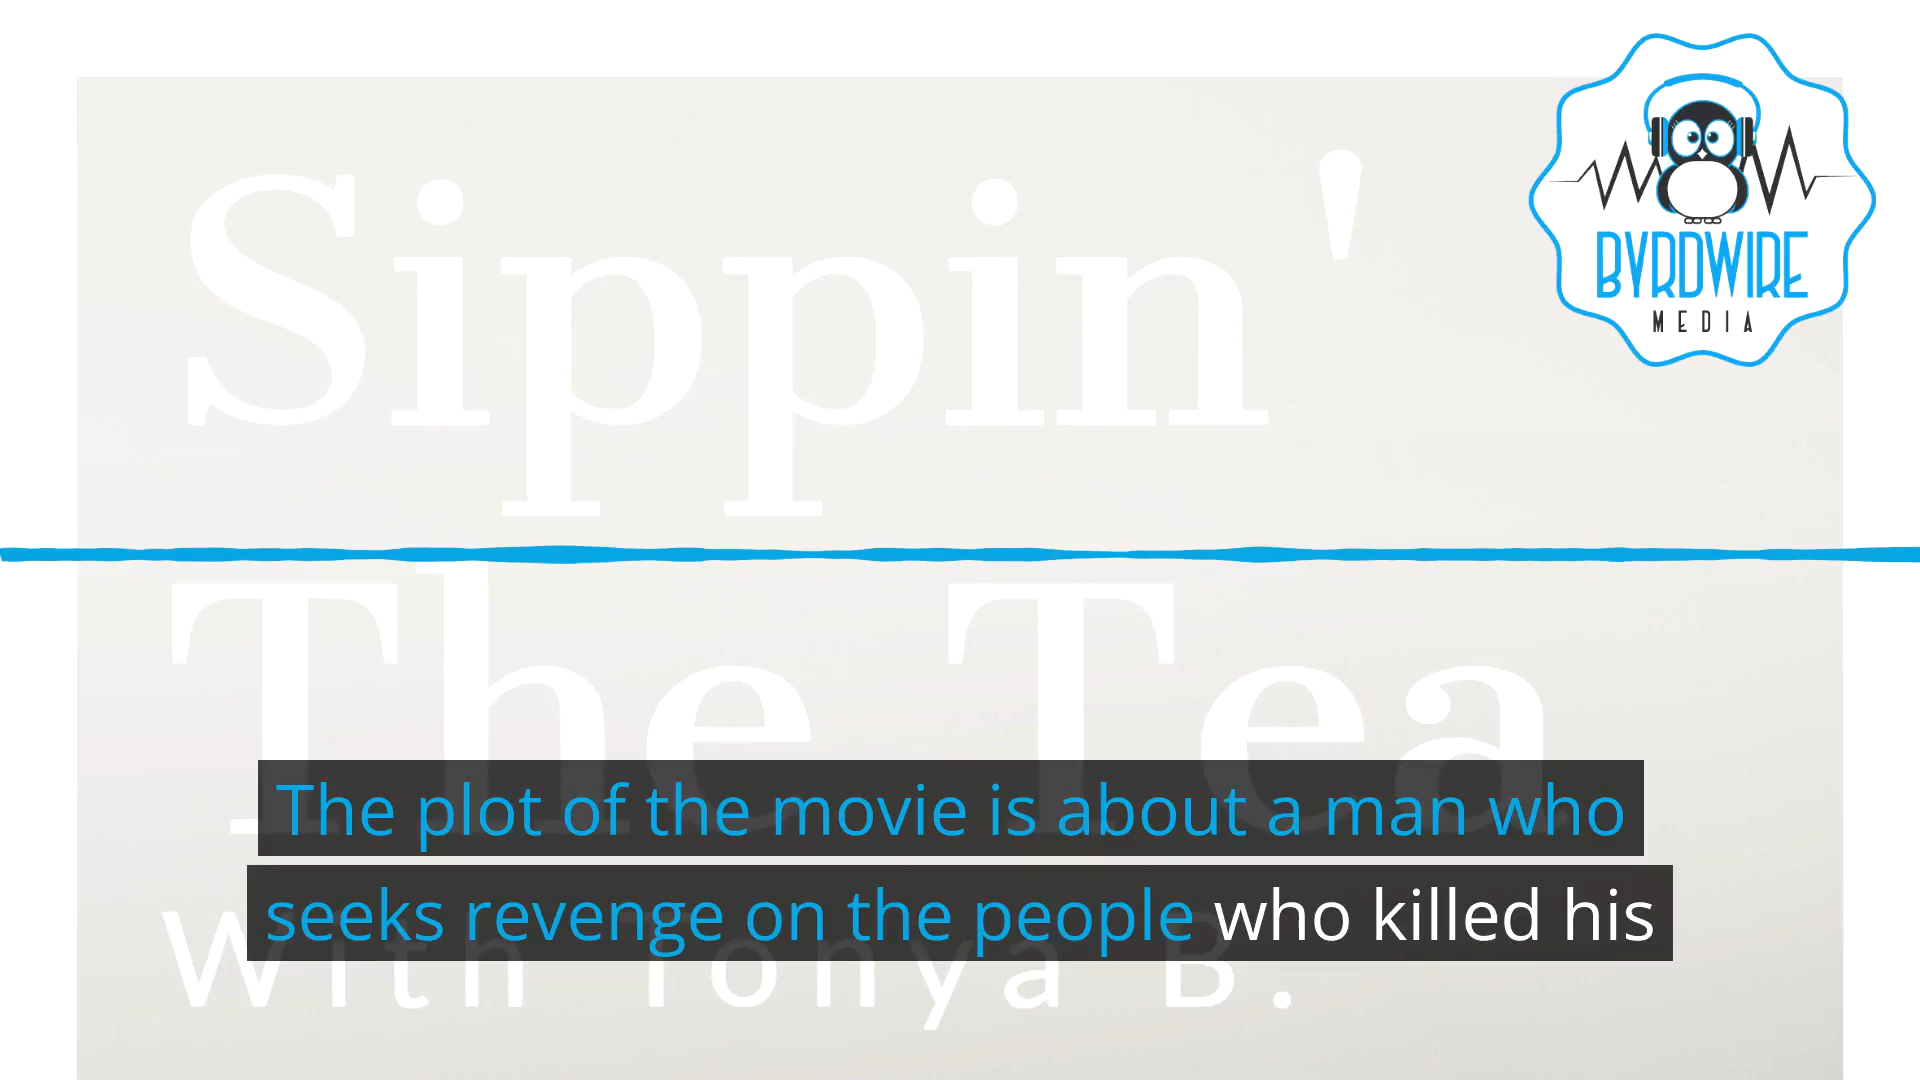 Sippin'
The Tea
With Tonya B.
BYRDWIRE
MEDIA
The plot of the movie is about a man who
seeks revenge on the people who killed his